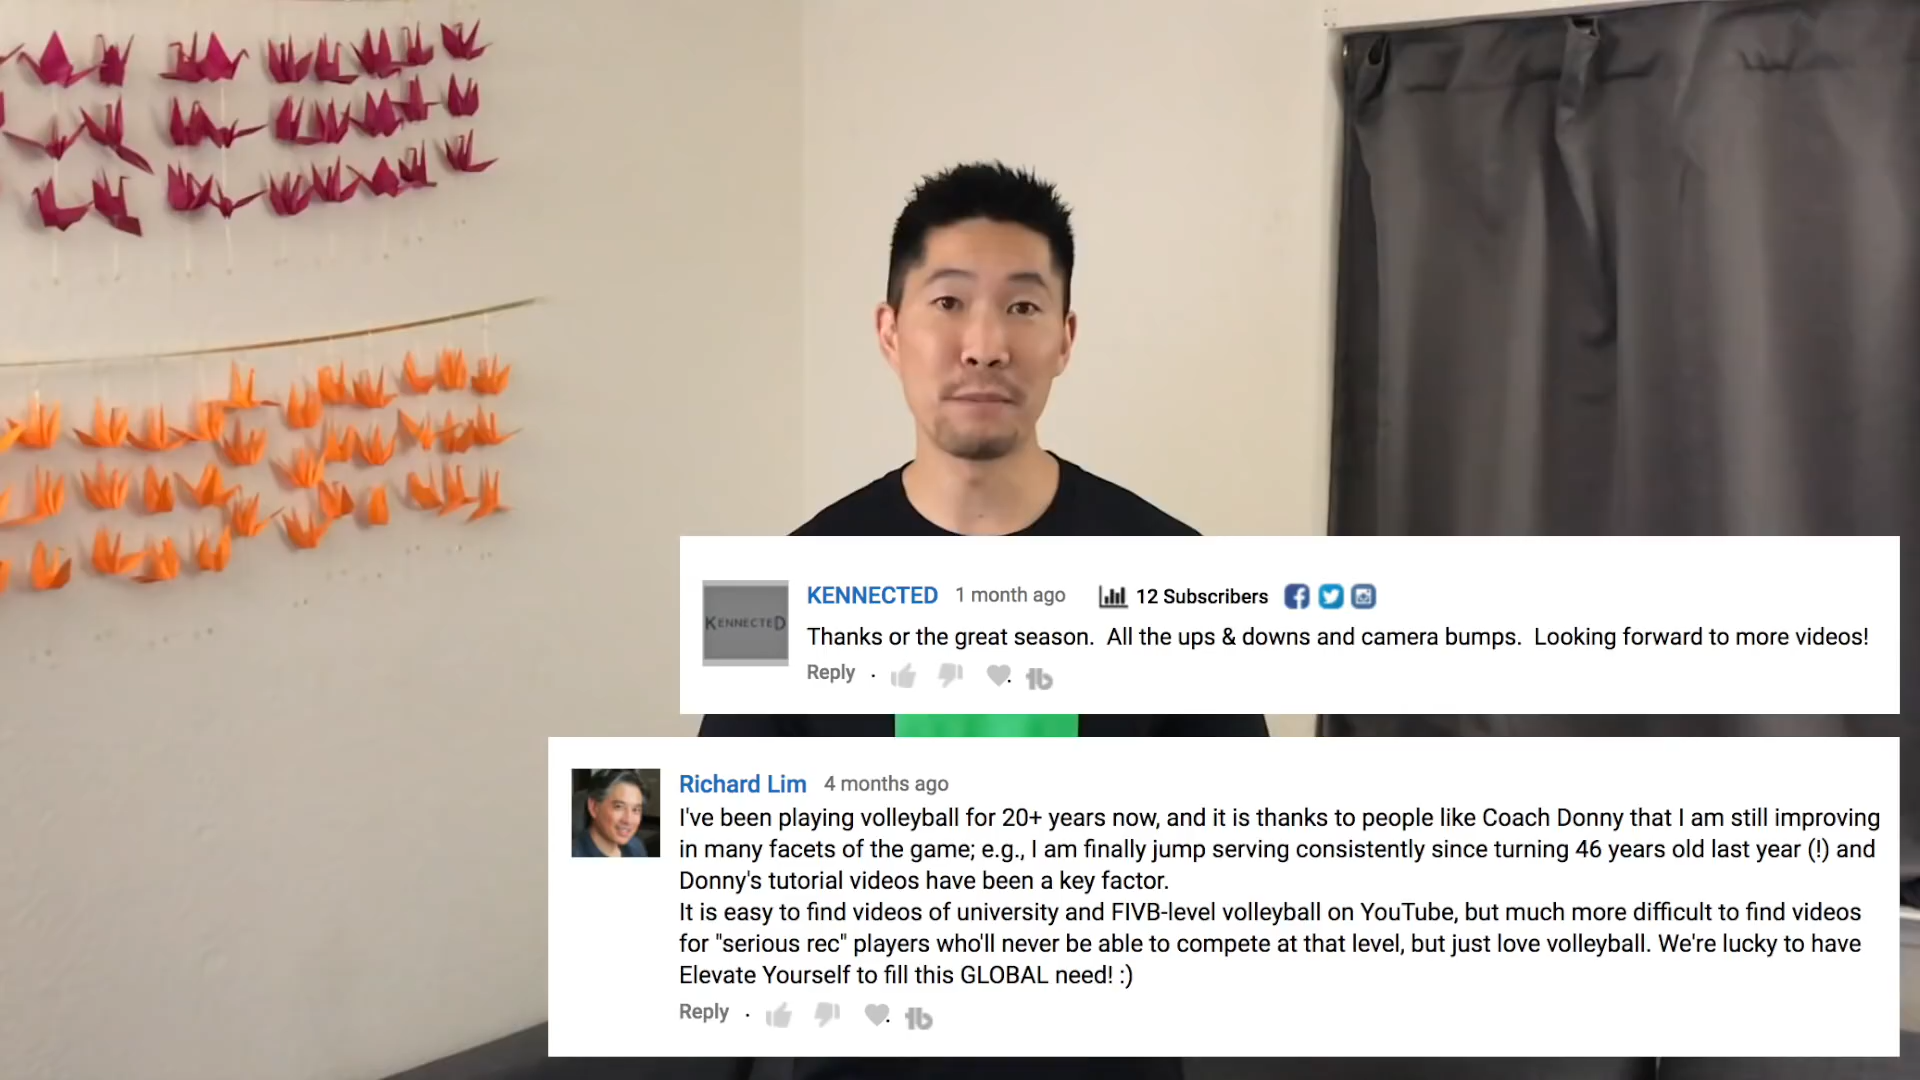 KENNECTED 1 month ago 12 Subscribers
KENNECTED
Thanks or the great season.  All the ups & downs and camera bumps.  Looking forward to more videos!
Reply
Richard Lim 4 months ago
I've been playing volleyball for 20+ years now, and it is thanks to people like Coach Donny that I am still improving
in many facets of the game; e.g., I am finally jump serving consistently since turning 46 years old last year (!) and
Donny's tutorial videos have been a key factor.
It is easy to find videos of university and FIVB-level volleyball on YouTube, but much more difficult to find videos
for "serious rec" players who'll never be able to compete at that level, but just love volleyball. We're lucky to have
Elevate Yourself to fill this GLOBAL need! :)
Reply